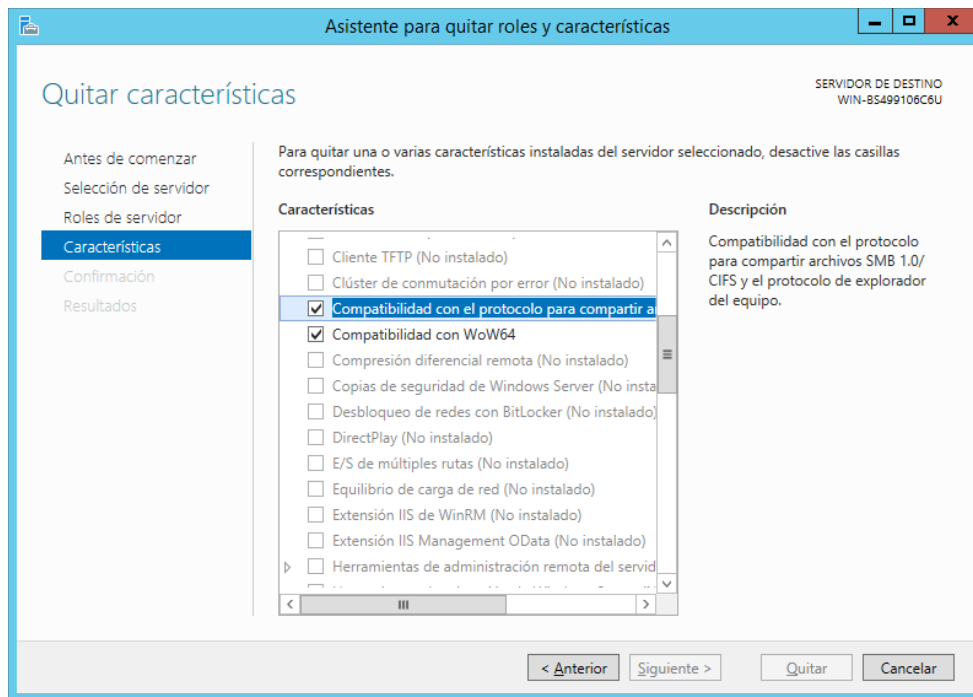 Asistente para quitar roles y características
Quitar características
SERVIDOR DE DESTINO
WIN-BS499106C6U
Antes de comenzar
Selección de servidor
Roles de servidor
Características
Confirmación
Resultados
Para quitar una o varias características instaladas del servidor seleccionado, desactive las casillas
correspondientes.
Características
Cliente TFTP (No instalado)
Clúster de conmutación por error (No instalado)
Compatibilidad con el protocolo para compartir a
Compatibilidad con WoW64
Compresión diferencial remota (No instalado)
Copias de seguridad de Windows Server (No insta
Desbloqueo de redes con BitLocker (No instalado)
DirectPlay (No instalado)
E/S de múltiples rutas (No instalado)
Equilibrio de carga de red (No instalado)
Extensión IIS de WinRM (No instalado)
Extensión IIS Management OData (No instalado)
Herramientas de administración remota del servid
Descripción
Compatibilidad con el protocolo
para compartir archivos SMB 1.0/
CIFS y el protocolo de explorador
del equipo.
< Anterior
Siguiente >
Quitar
Cancelar